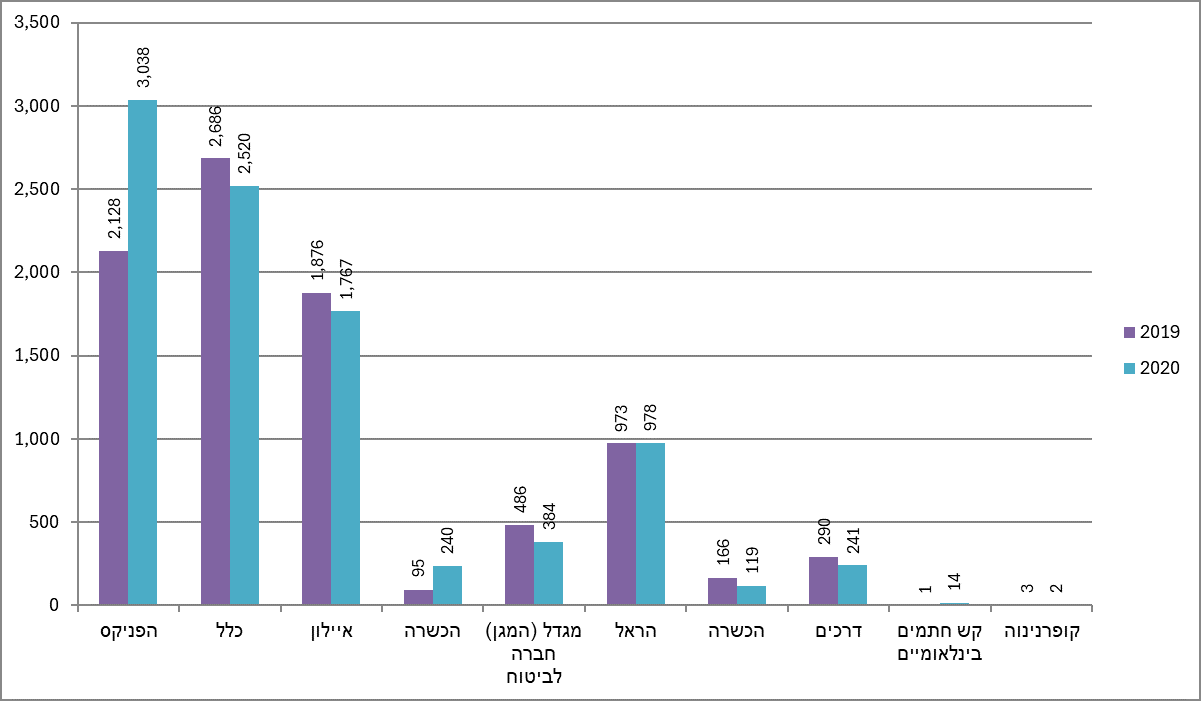 3,500
3,000
2,500
2,000
1,500
1,000
500
0
2,128
3,038
2,686
2,520
1,876
1,767
95
240
486
384
973
978
166
119
290
241
1
14
3
2
הפניקס
כלל
איילון
הכשרה
מגדל (המגן)
חברה
לביטוח
הראל
הכשרה
דרכים
קש חתמים
בינלאומיים
קופרנינוה
2019
2020